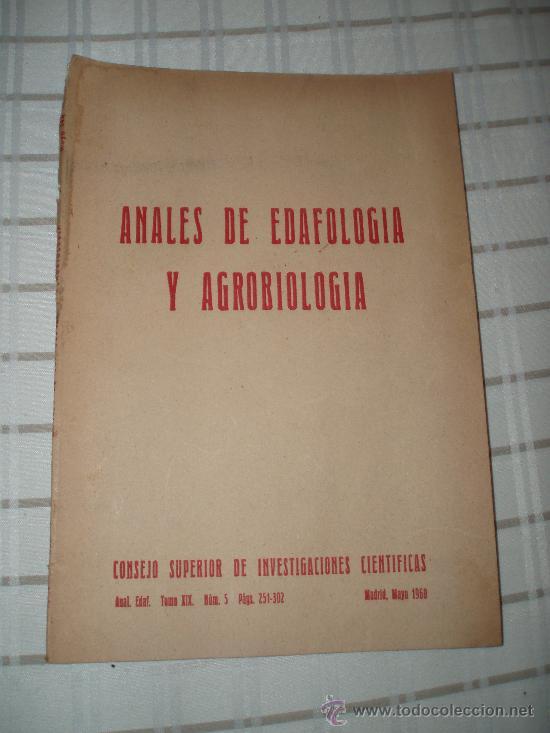 ANALES DE EDAFOLOGIA
Y AGROBIOLOGIA
CONSEJO SUPERIOR DE INVESTIGACIONES CIENTIFICAS
Anal. Edaf. Tomo XIX. Núm. 5 Págs. 251-302 Madrid, Mayo 1960
www.todocoleccion.net